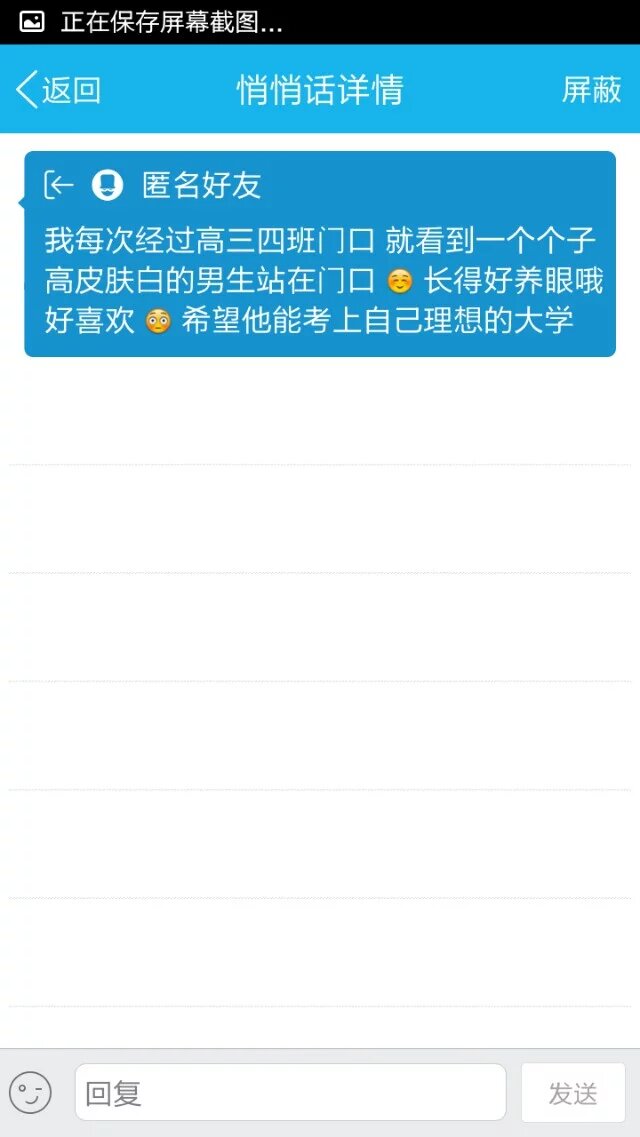 正在保存屏幕截图...
返回
悄悄话详情
屏蔽
匿名好友
我每次经过高三四班门口 就看到一个个子
高皮肤白的男生站在门口 ☺️ 长得好养眼哦
好喜欢 😳 希望他能考上自己理想的大学
回复
发送